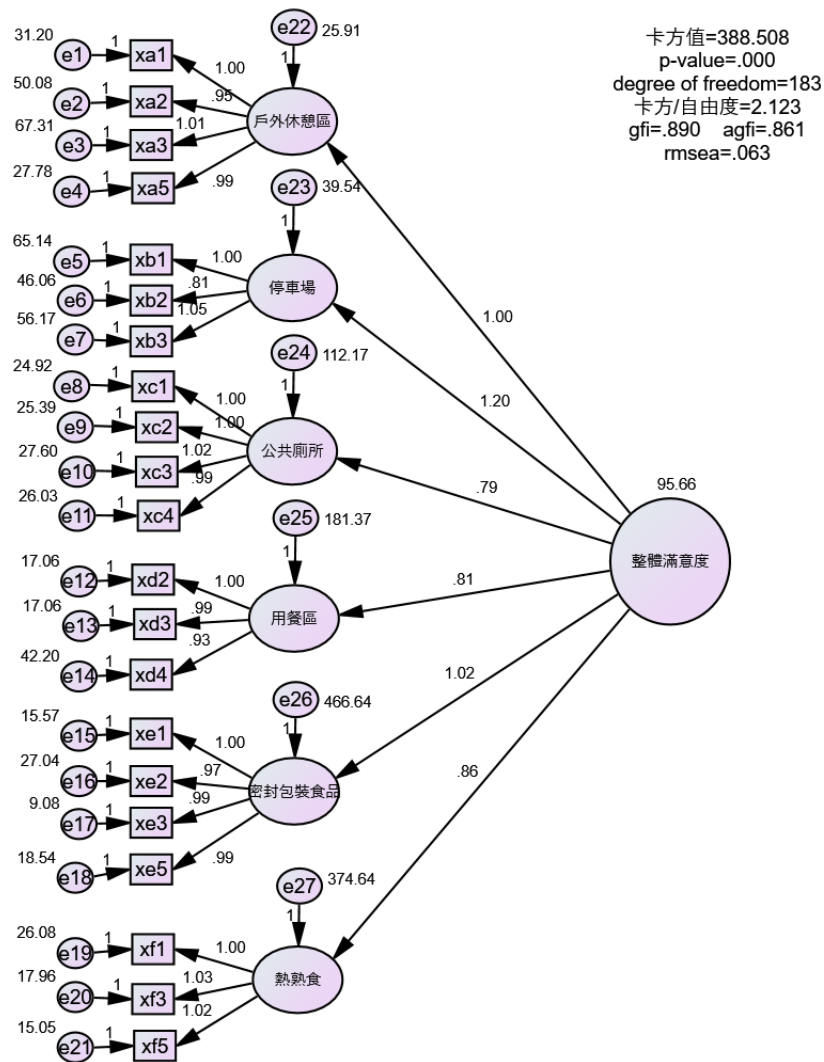 卡方值=388.508
p-value=.000
degree of freedom=183
卡方/自由度=2.123
gfi=.890 agfi=.861
rmsea=.063
e22
25.91
1
31.20
e1
1
xa1
1.00
50.08
e2
1
xa2
.95
67.31
e3
1
xa3
1.01
27.78
e4
1
xa5
.99
戶外休憩區
1.00
e23
39.54
1
65.14
e5
1
xb1
1.00
46.06
e6
1
xb2
.81
56.17
e7
1
xb3
1.05
停車場
1.20
e24
112.17
1
24.92
e8
1
xc1
1.00
25.39
e9
1
xc2
1.00
27.60
e10
1
xc3
1.02
26.03
e11
1
xc4
.99
公共廁所
.79
95.66
整體滿意度
e25
181.37
1
17.06
e12
1
xd2
1.00
17.06
e13
1
xd3
.99
42.20
e14
1
xd4
.93
用餐區
.81
e26
466.64
1
15.57
e15
1
xe1
1.00
27.04
e16
1
xe2
.97
9.08
e17
1
xe3
.99
18.54
e18
1
xe5
.99
密封包裝食品
1.02
e27
374.64
1
26.08
e19
1
xf1
1.00
17.96
e20
1
xf3
1.03
15.05
e21
1
xf5
1.02
熱熟食
.86